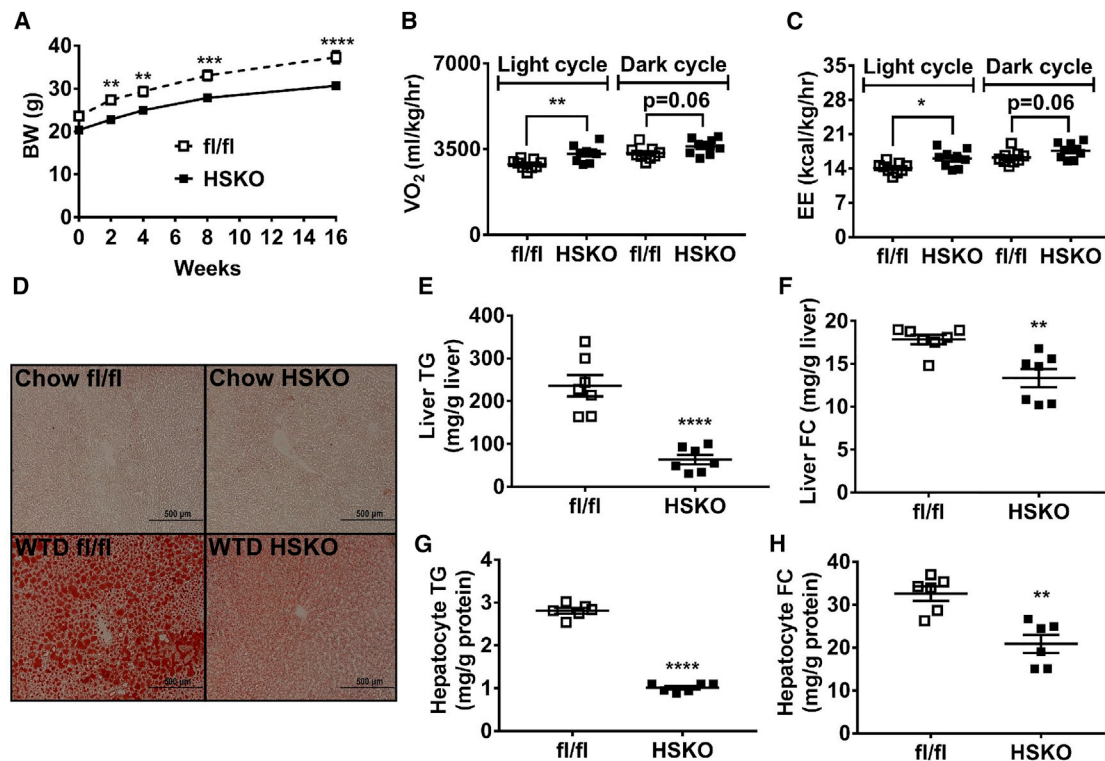 A
BW (g)
40
30
20
10
0
** ** *** ****
fl/fl
HSKO
0 2 4 6 8 10 12 14 16
Weeks
B
VO2 (ml/kg/hr)
7000
3500
0
Light cycle Dark cycle
** p=0.06
fl/fl HSKO fl/fl HSKO
C
EE (kcal/kg/hr)
35
28
21
14
7
0
Light cycle Dark cycle
* p=0.06
fl/fl HSKO fl/fl HSKO
D
Chow fl/fl
500 µm
Chow HSKO
500 µm
WTD fl/fl
500 µm
WTD HSKO
500 µm
E
Liver TG
(mg/g liver)
400
300
200
100
0
****
fl/fl HSKO
F
Liver FC (mg/g liver)
20
15
10
5
0
**
fl/fl HSKO
G
Hepatocyte TG
(mg/g protein)
4
3
2
1
0
****
fl/fl HSKO
H
Hepatocyte FC
(mg/g protein)
40
30
20
10
0
**
fl/fl HSKO